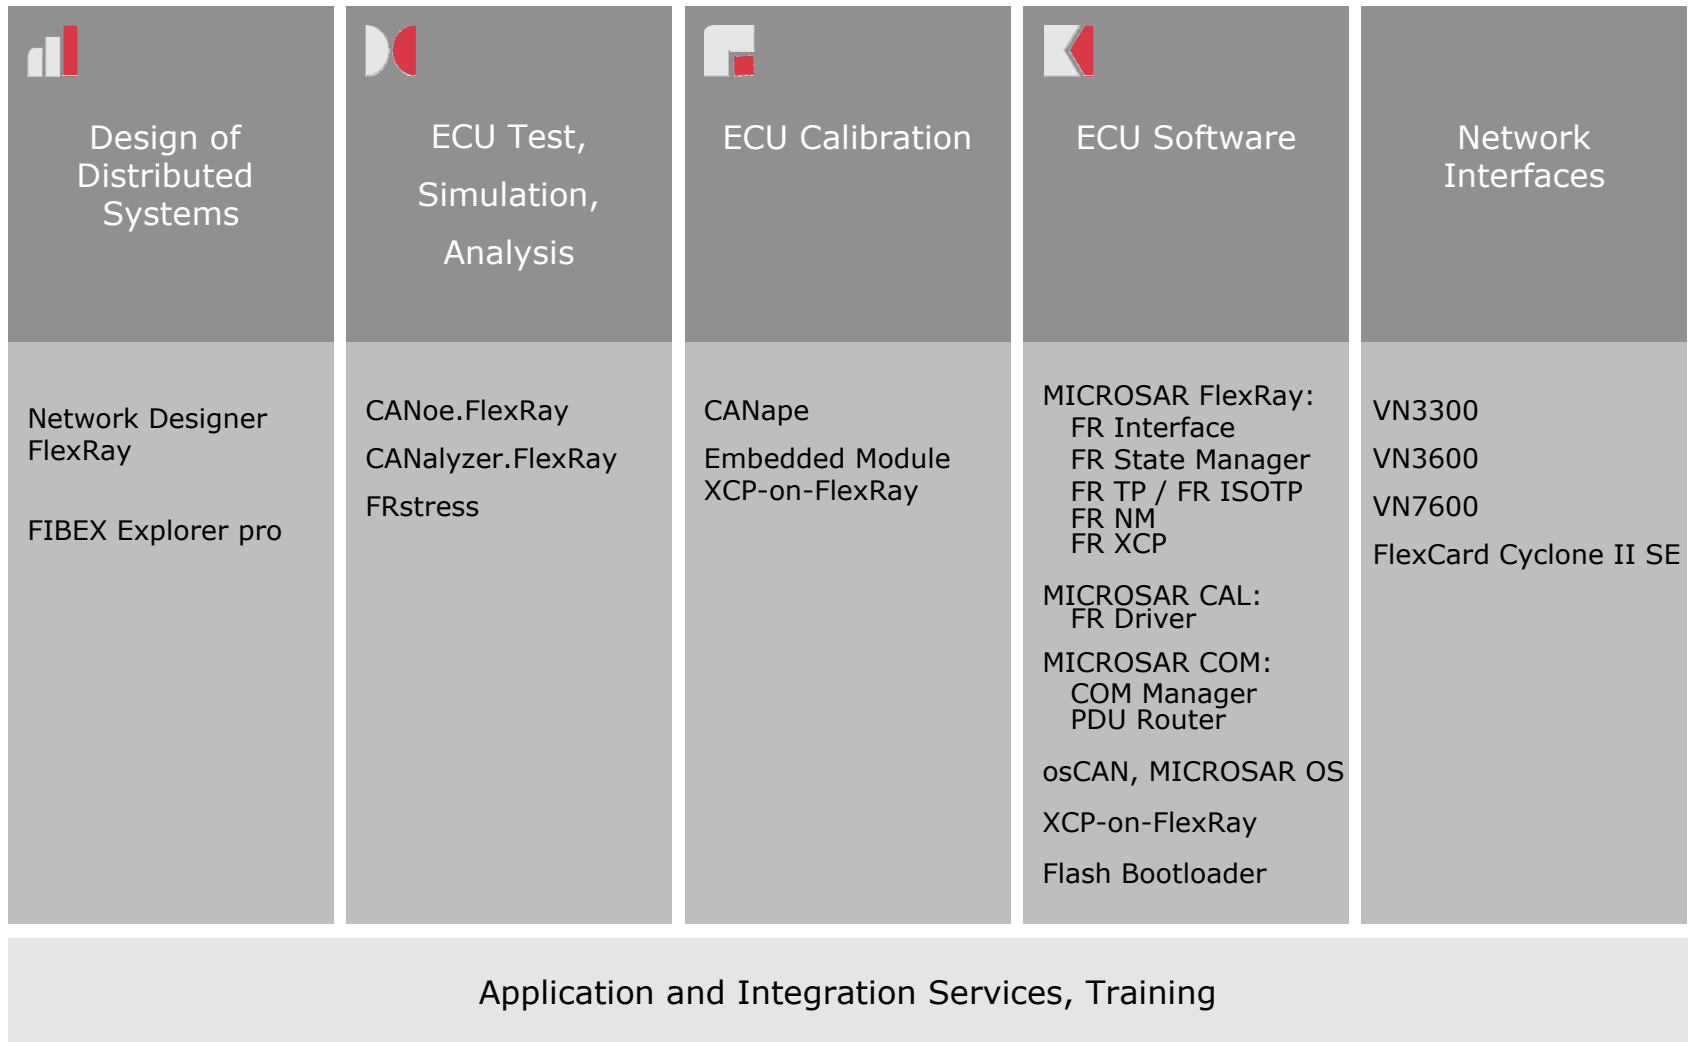 Design of
Distributed
Systems
ECU Test,
Simulation,
Analysis
ECU Calibration
ECU Software
Network
Interfaces
Network Designer
FlexRay
FIBEX Explorer pro
CANoe.FlexRay
CANalyzer.FlexRay
FRstress
CANape
Embedded Module
XCP-on-FlexRay
MICROSAR FlexRay:
FR Interface
FR State Manager
FR TP / FR ISOTP
FR NM
FR XCP
MICROSAR CAL:
FR Driver
MICROSAR COM:
COM Manager
PDU Router
osCAN, MICROSAR OS
XCP-on-FlexRay
Flash Bootloader
VN3300
VN3600
VN7600
FlexCard Cyclone II SE
Application and Integration Services, Training